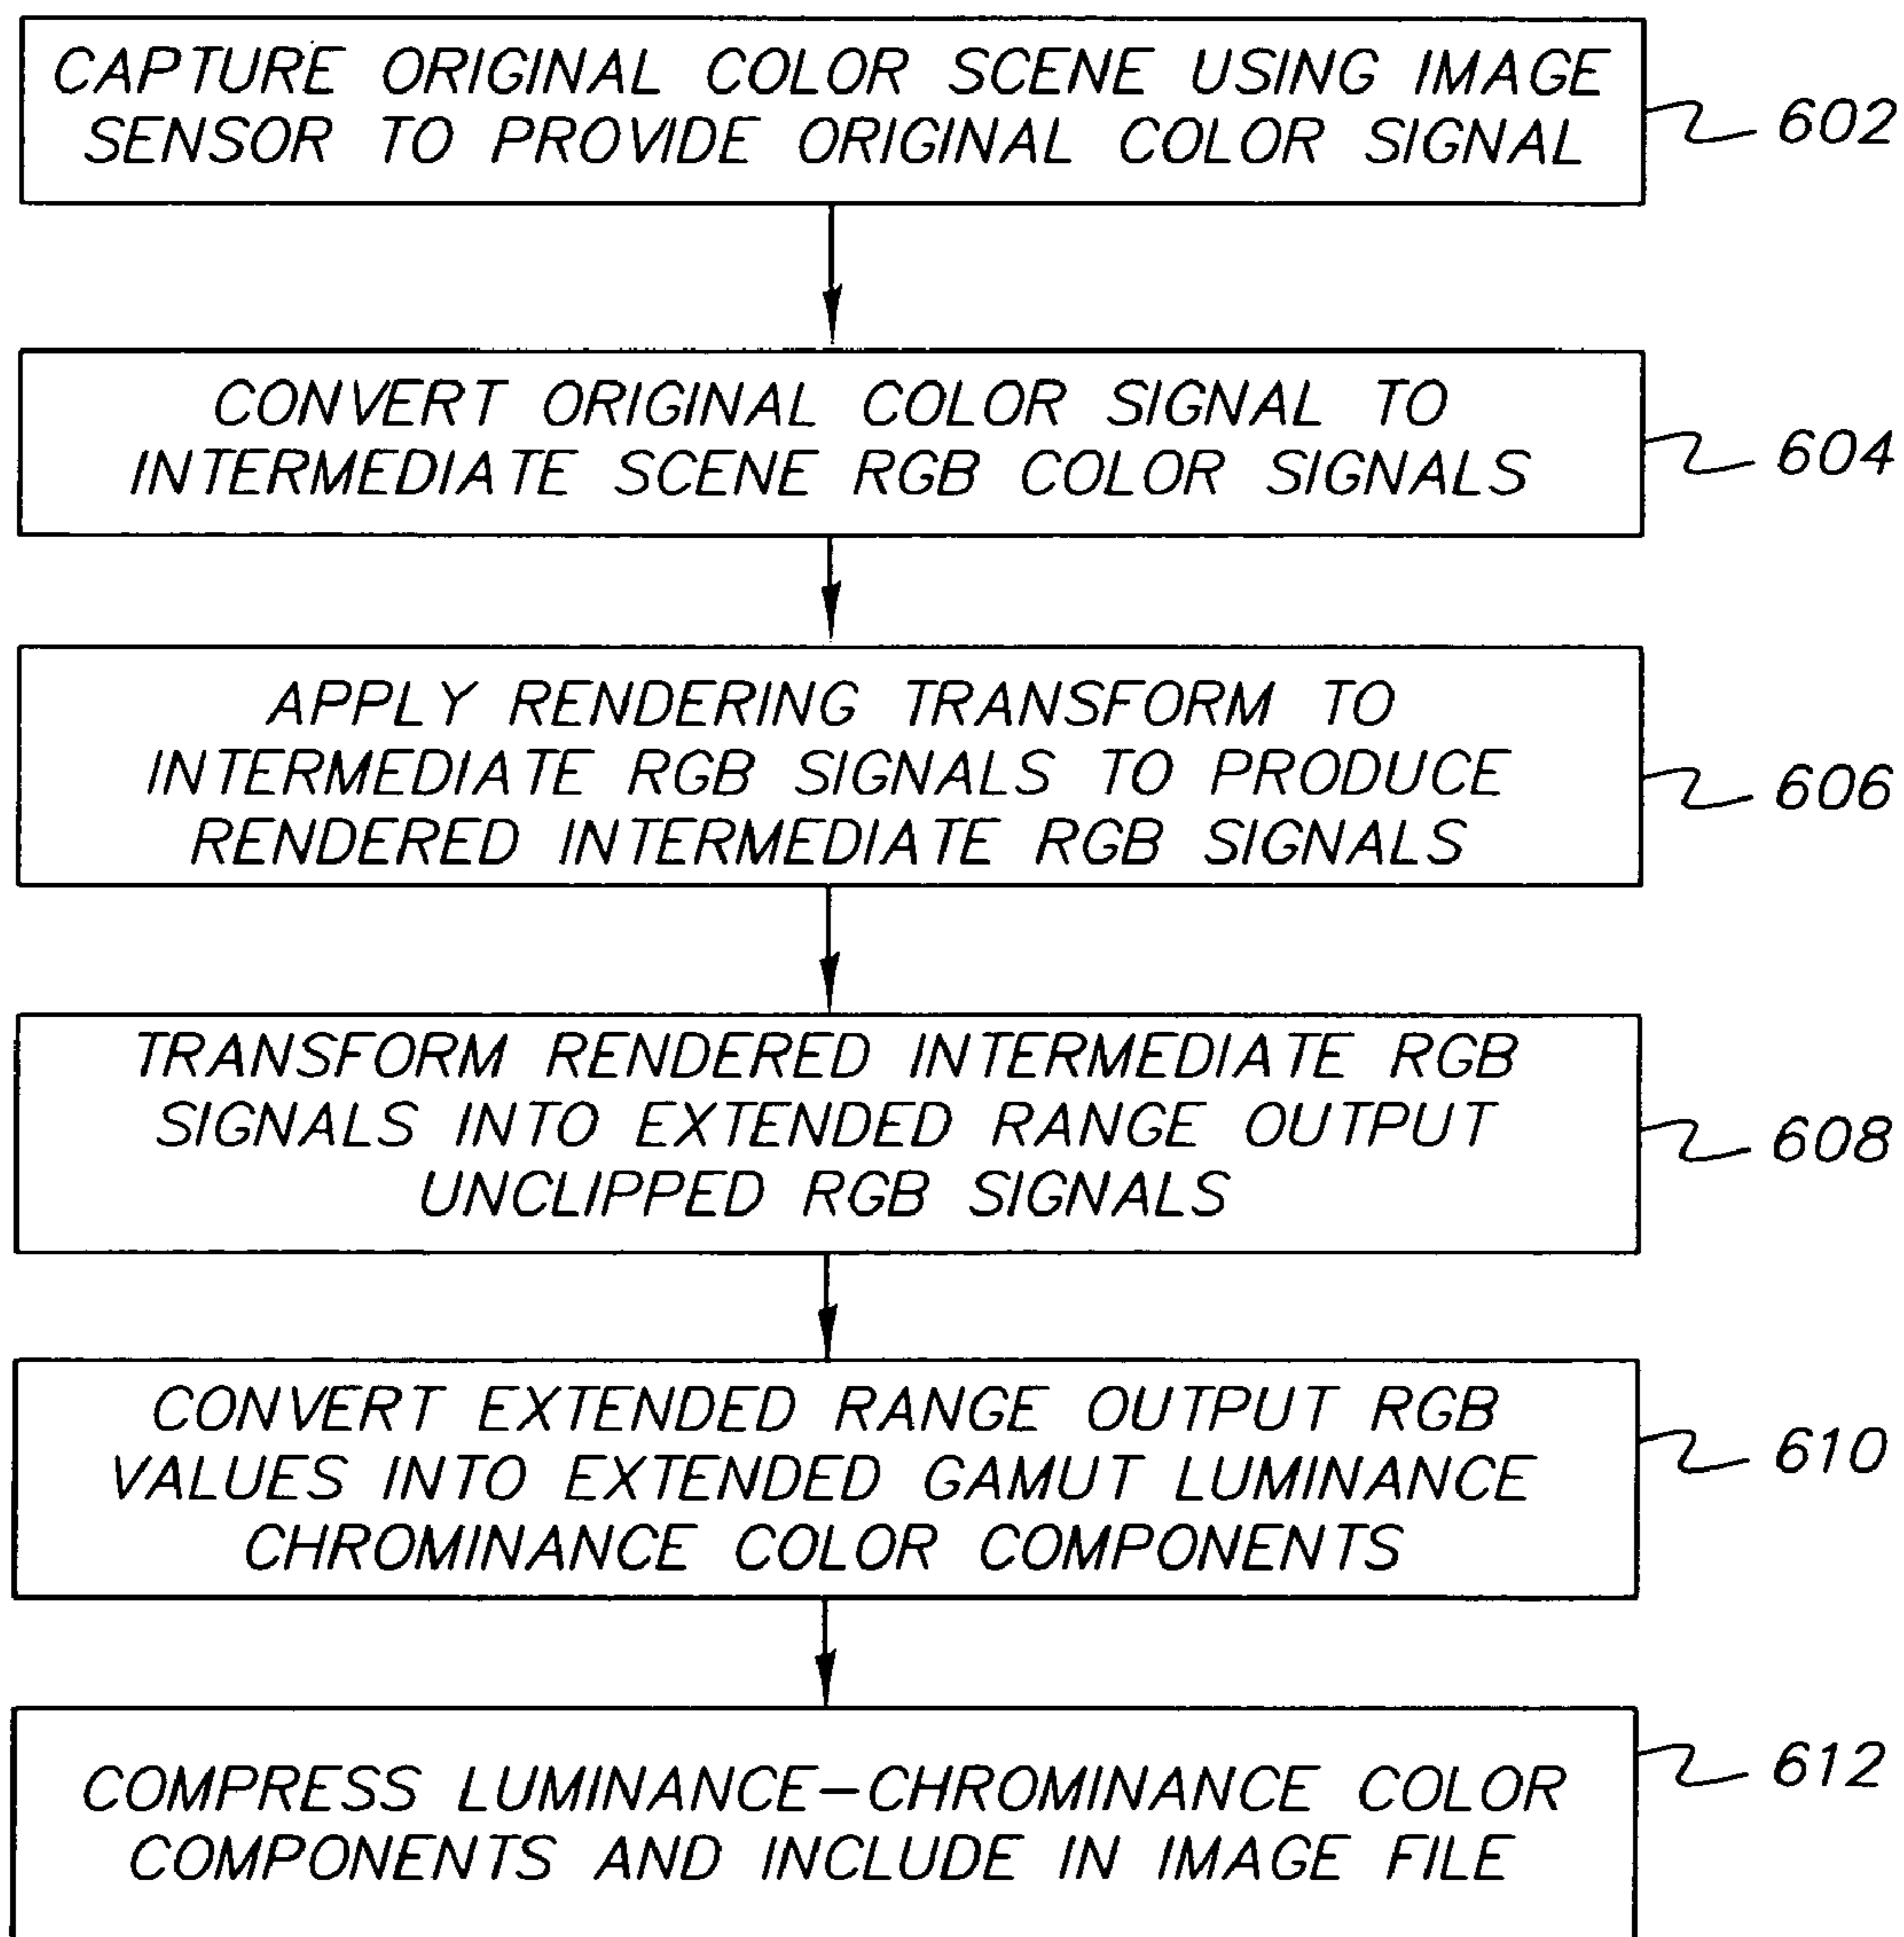 CAPTURE ORIGINAL COLOR SCENE USING IMAGE
SENSOR TO PROVIDE ORIGINAL COLOR SIGNAL
602
CONVERT ORIGINAL COLOR SIGNAL TO
INTERMEDIATE SCENE RGB COLOR SIGNALS
604
APPLY RENDERING TRANSFORM TO
INTERMEDIATE RGB SIGNALS TO PRODUCE
RENDERED INTERMEDIATE RGB SIGNALS
606
TRANSFORM RENDERED INTERMEDIATE RGB
SIGNALS INTO EXTENDED RANGE OUTPUT
UNCLIPPED RGB SIGNALS
608
CONVERT EXTENDED RANGE OUTPUT RGB
VALUES INTO EXTENDED GAMUT LUMINANCE
CHROMINANCE COLOR COMPONENTS
610
COMPRESS LUMINANCE–CHROMINANCE COLOR
COMPONENTS AND INCLUDE IN IMAGE FILE
612